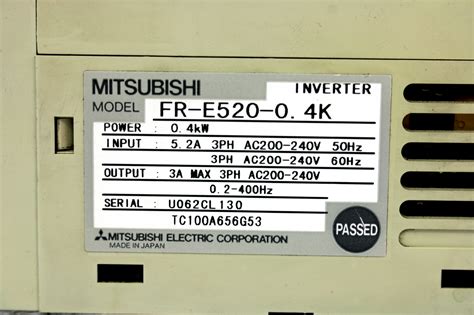 MITSUBISHI INVERTER
MODEL FR-E520-0.4K
POWER : 0.4kW
INPUT : 5.2A 3PH AC200-240V 50Hz
3PH AC200-240V 60Hz
OUTPUT : 3A MAX 3PH AC200-240V
0.2-400Hz
SERIAL : U062CL130
TC100A656G53
MITSUBISHI ELECTRIC CORPORATION
MADE IN JAPAN
PASSED